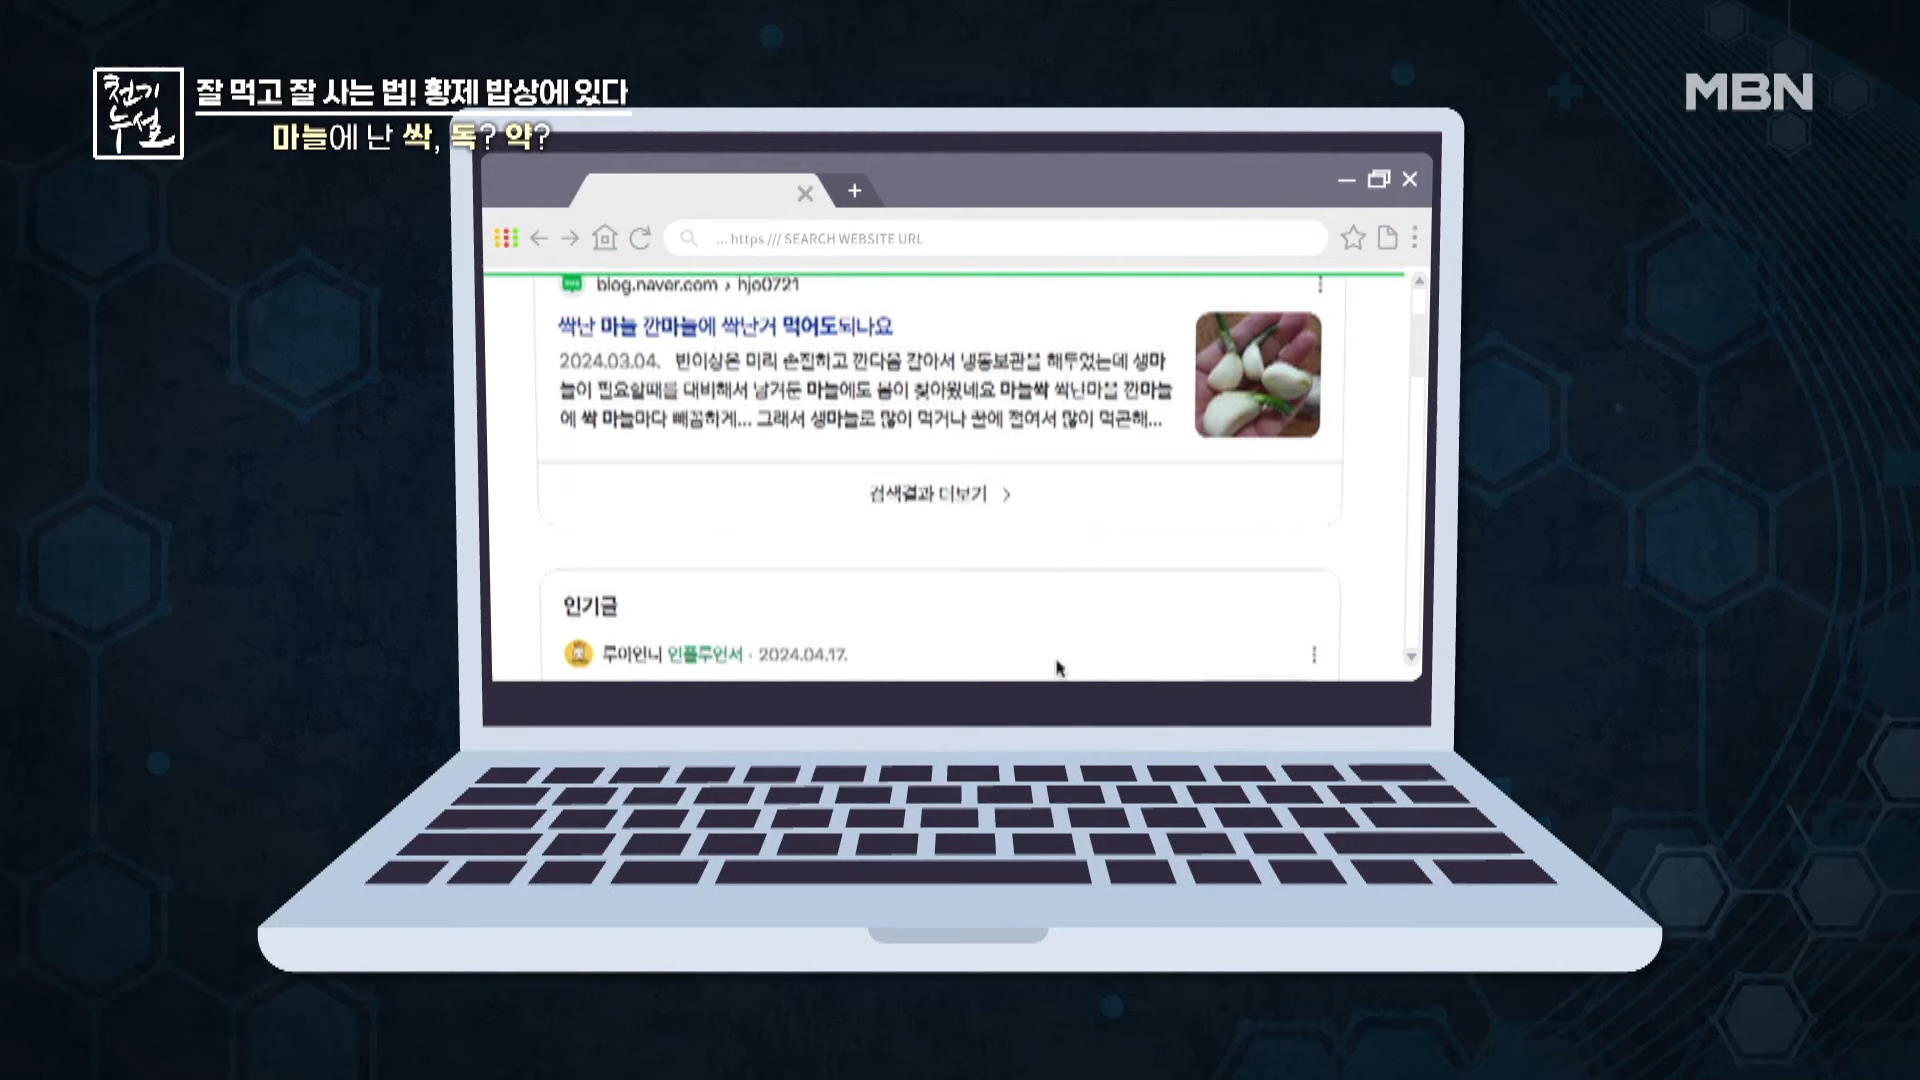 천기누설
잘 먹고 잘 사는 법! 황제 밥상에 있다
마늘에 난 싹, 독? 약?
MBN
... https /// SEARCH WEBSITE URL
blog.naver.com › hjo0721
싹난 마늘 깐마늘에 싹난거 먹어도되나요
2024.03.04. 빈이상은 미리 손질하고 깐다음 갈아서 냉동보관을 해두었는데 생마
늘이 필요할때를 대비해서 남겨둔 마늘에도 봄이 찾아왔네요 마늘싹 싹난마늘 깐마늘
에 싹 마늘마다 빼꼼하게... 그래서 생마늘로 많이 먹거나 꿀에 절여서 많이 먹곤해...
검색결과 더보기
인기글
루이언니 인플루언서 · 2024.04.17.